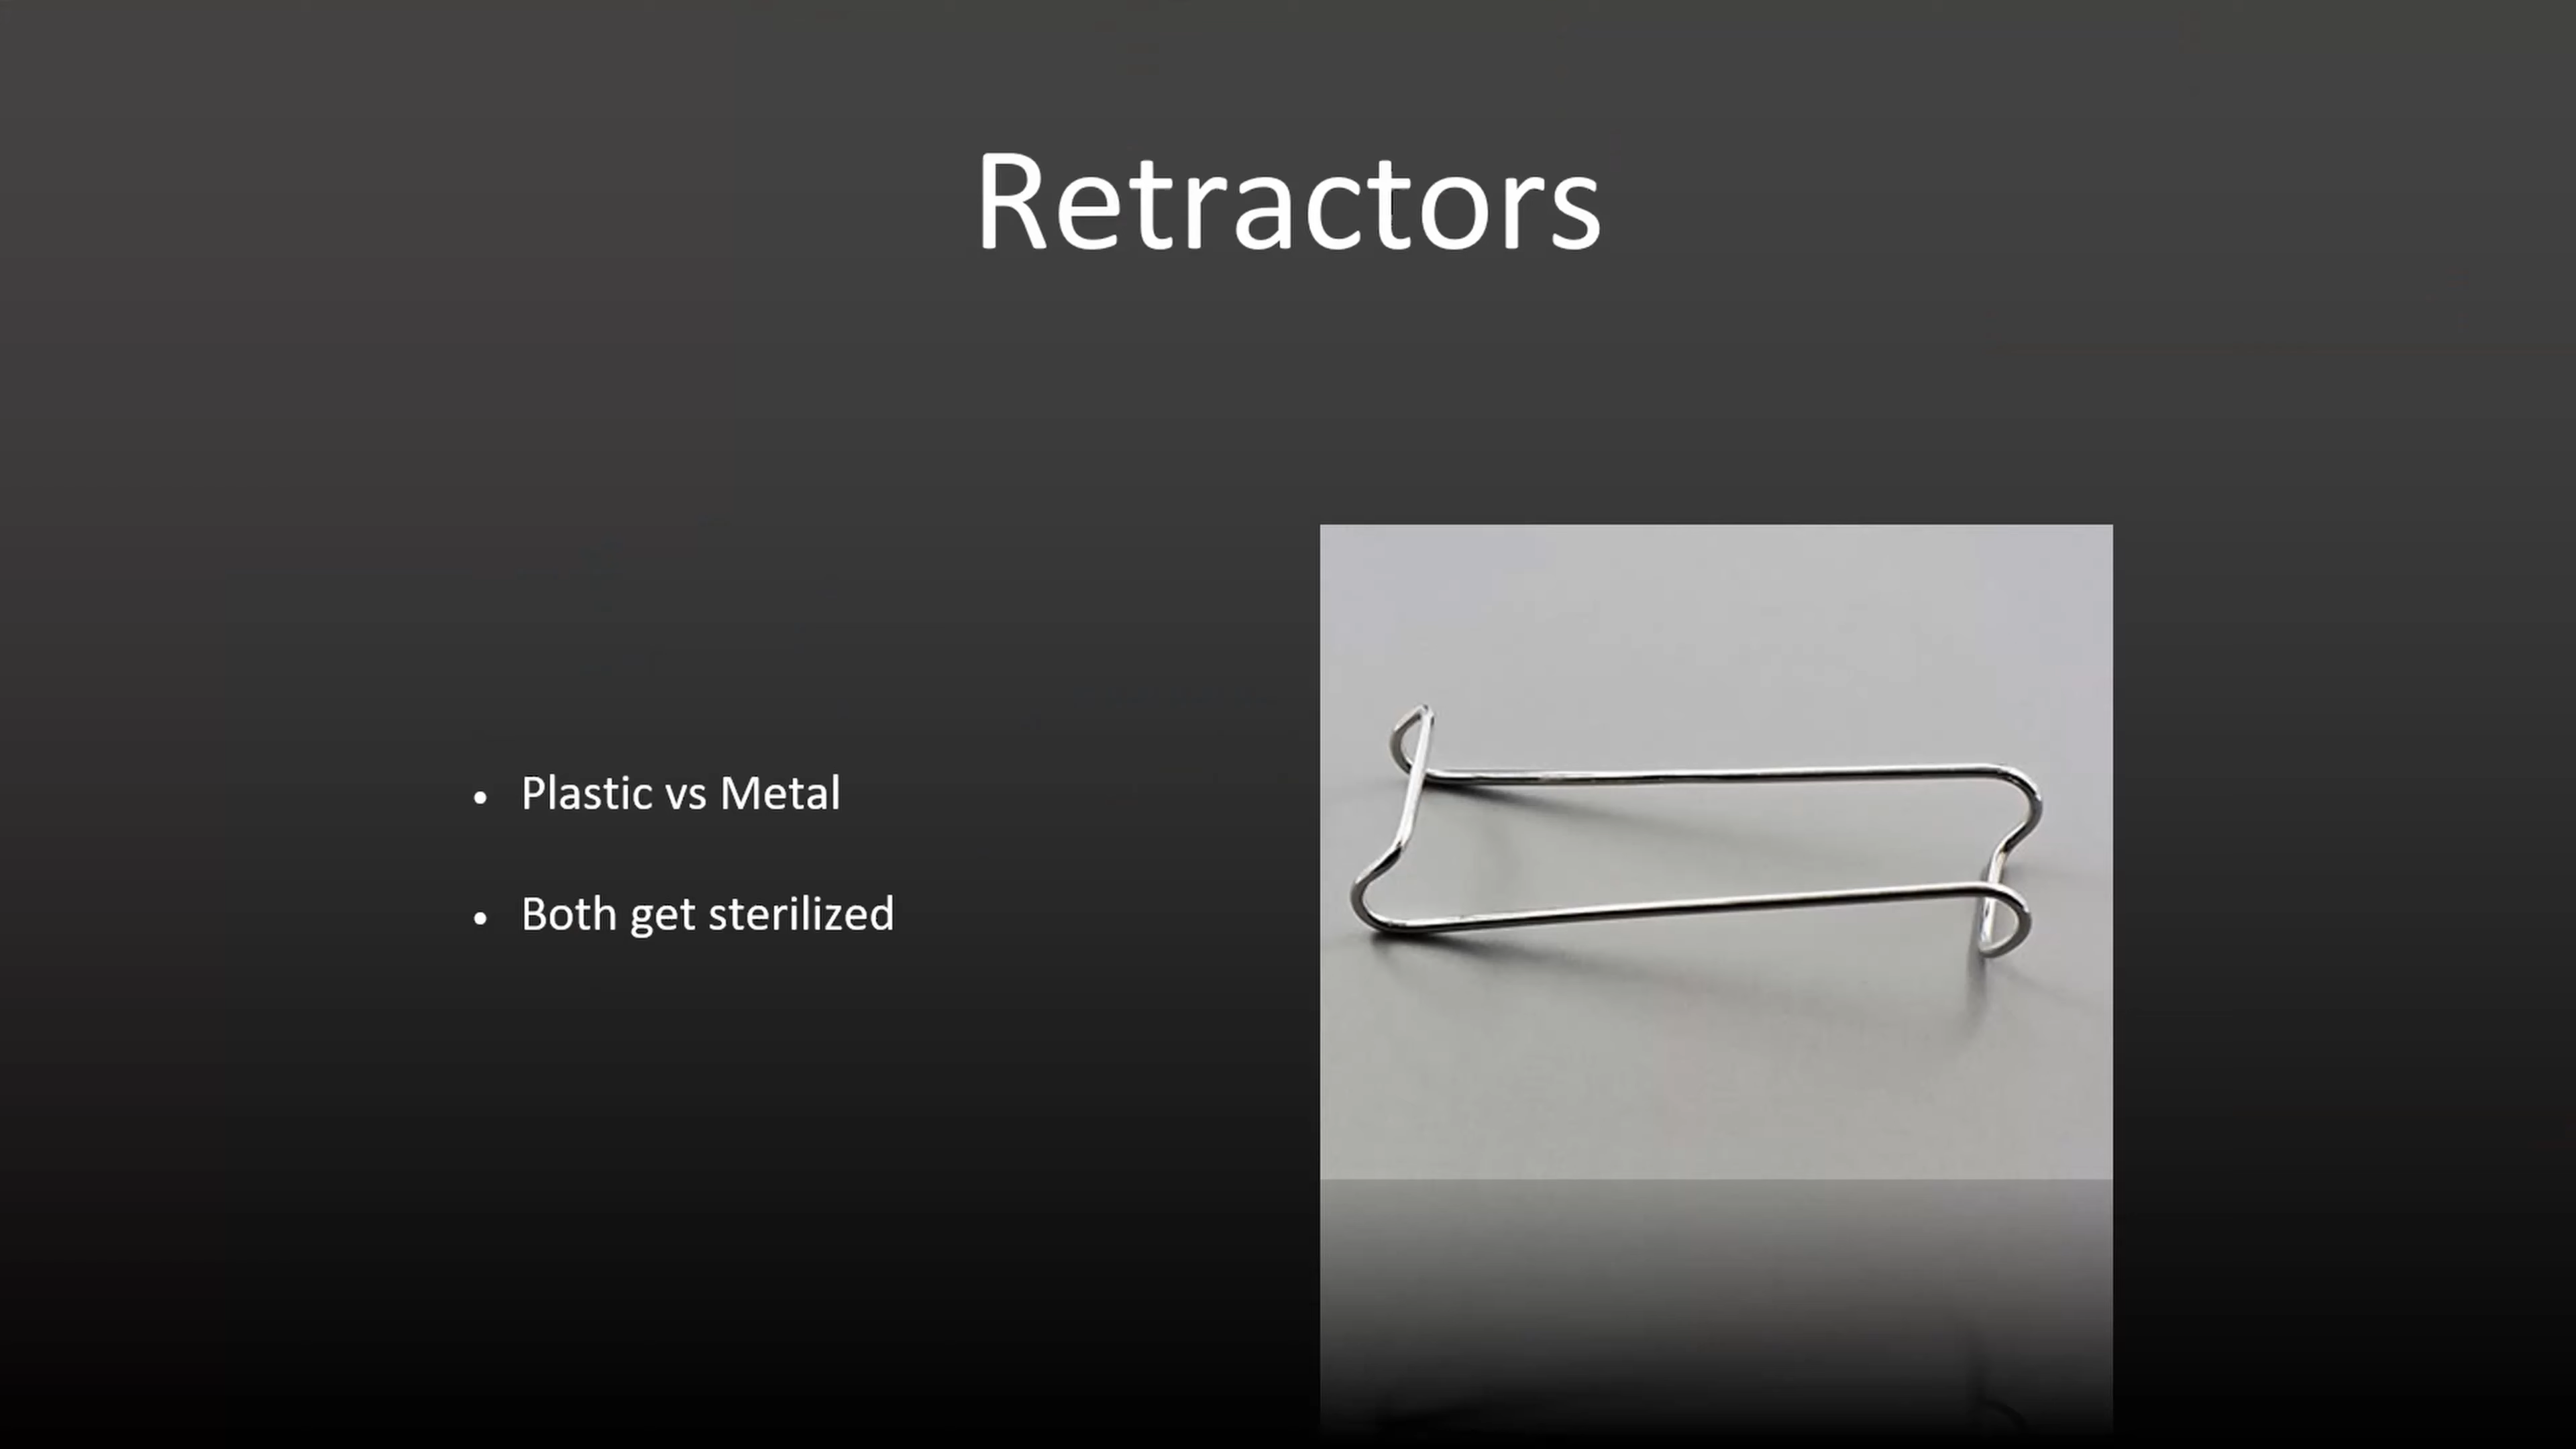 Retractors
• Plastic vs Metal
• Both get sterilized